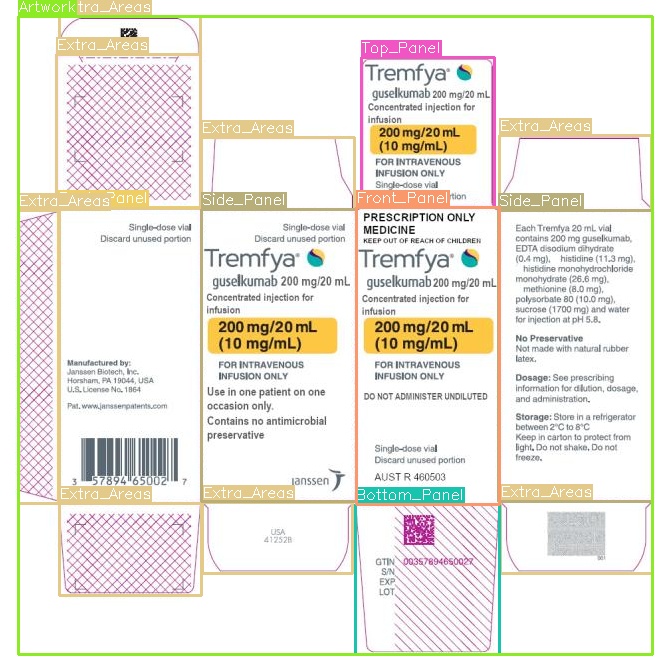 Artwork
Extra_Areas
Extra_Areas
Top_Panel
Tremfya®
guselkumab 200 mg/20 mL
Concentrated injection for
infusion
200 mg/20 mL
(10 mg/mL)
FOR INTRAVENOUS
INFUSION ONLY
Single-dose vial
Extra_Areas
Extra_Areas
Extra_Areas
Panel
Single-dose vial
Discard unused portion
Manufactured by:
Janssen Biotech, Inc.
Horsham, PA 19044, USA
U.S. License No. 1864
Pat. www.janssenpatents.com
3 57894 65002 7
Side_Panel
Single-dose vial
Discard unused portion
Tremfya®
guselkumab 200 mg/20 mL
Concentrated injection for
infusion
200 mg/20 mL
(10 mg/mL)
FOR INTRAVENOUS
INFUSION ONLY
Use in one patient on one
occasion only.
Contains no antimicrobial
preservative
janssen
Front_Panel
PRESCRIPTION ONLY
MEDICINE
KEEP OUT OF REACH OF CHILDREN
Tremfya®
guselkumab 200 mg/20 mL
Concentrated injection for
infusion
200 mg/20 mL
(10 mg/mL)
FOR INTRAVENOUS
INFUSION ONLY
DO NOT ADMINISTER UNDILUTED
Single-dose vial
Discard unused portion
AUST R 460503
Side_Panel
Each Tremfya 20 mL vial
contains 200 mg guselkumab,
EDTA disodium dihydrate
(0.4 mg), histidine (11.3 mg),
histidine monohydrochloride
monohydrate (26.6 mg),
methionine (8.0 mg),
polysorbate 80 (10.0 mg),
sucrose (1700 mg) and water
for injection at pH 5.8.
No Preservative
Not made with natural rubber
latex.
Dosage: See prescribing
information for dilution, dosage,
and administration.
Storage: Store in a refrigerator
between 2°C to 8°C
Keep in carton to protect from
light. Do not shake. Do not
freeze.
Extra_Areas
Extra_Areas
USA
41252B
Bottom_Panel
GTIN 00357894650027
S/N
EXP
LOT
Extra_Areas